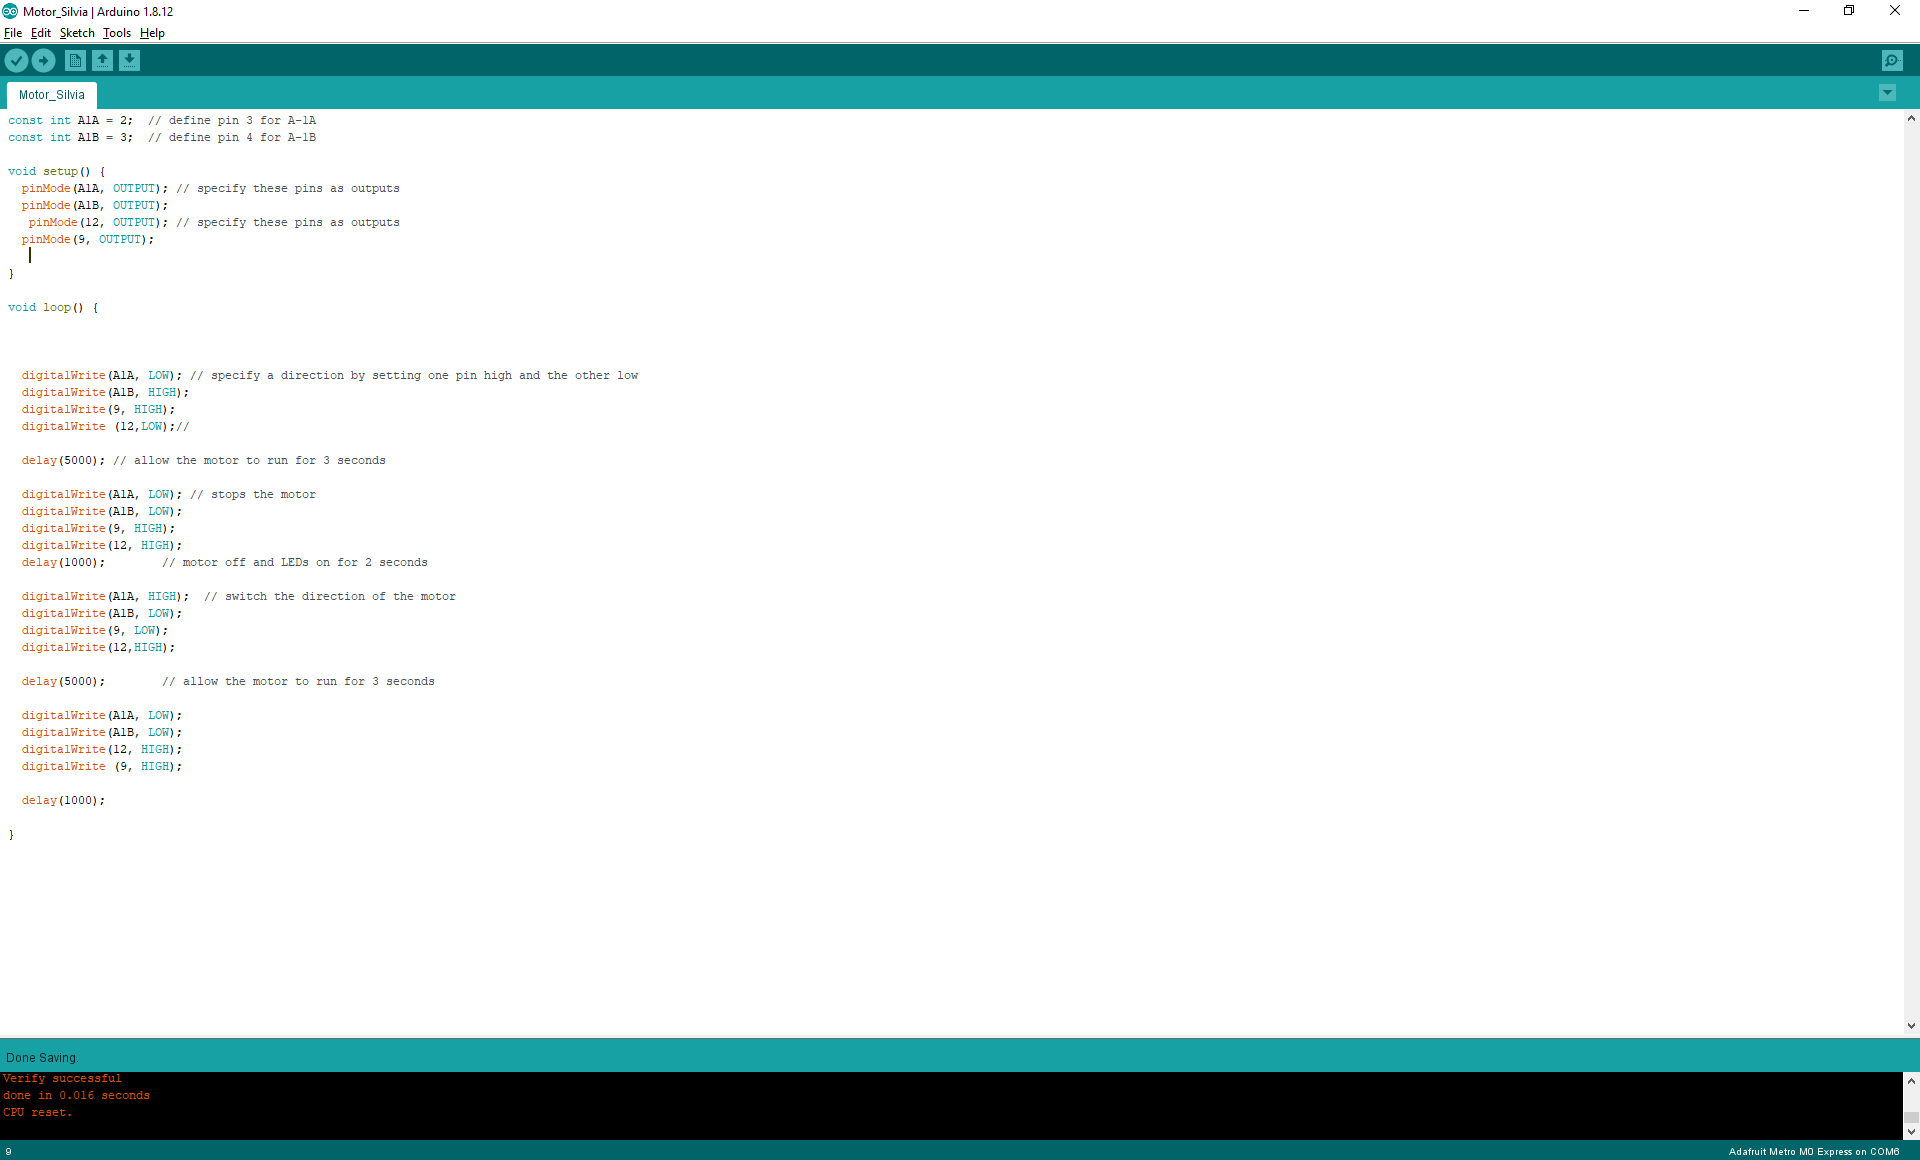 Motor_Silvia | Arduino 1.8.12
File Edit Sketch Tools Help
Motor_Silvia
const int A1A = 2;  // define pin 3 for A-1A
const int A1B = 3;  // define pin 4 for A-1B
void setup() {
  pinMode(A1A, OUTPUT); // specify these pins as outputs
  pinMode(A1B, OUTPUT);
   pinMode(12, OUTPUT); // specify these pins as outputs
  pinMode(9, OUTPUT);
}
void loop() {
  digitalWrite(A1A, LOW); // specify a direction by setting one pin high and the other low
  digitalWrite(A1B, HIGH);
  digitalWrite(9, HIGH);
  digitalWrite (12,LOW);//
  delay(5000); // allow the motor to run for 3 seconds
  digitalWrite(A1A, LOW); // stops the motor
  digitalWrite(A1B, LOW);
  digitalWrite(9, HIGH);
  digitalWrite(12, HIGH);
  delay(1000);        // motor off and LEDs on for 2 seconds
  digitalWrite(A1A, HIGH);  // switch the direction of the motor
  digitalWrite(A1B, LOW);
  digitalWrite(9, LOW);
  digitalWrite(12,HIGH);
  delay(5000);        // allow the motor to run for 3 seconds
  digitalWrite(A1A, LOW);
  digitalWrite(A1B, LOW);
  digitalWrite(12, HIGH);
  digitalWrite (9, HIGH);
  delay(1000);
}
Done Saving.
Verify successful
done in 0.016 seconds
CPU reset.
9
Adafruit Metro M0 Express on COM6